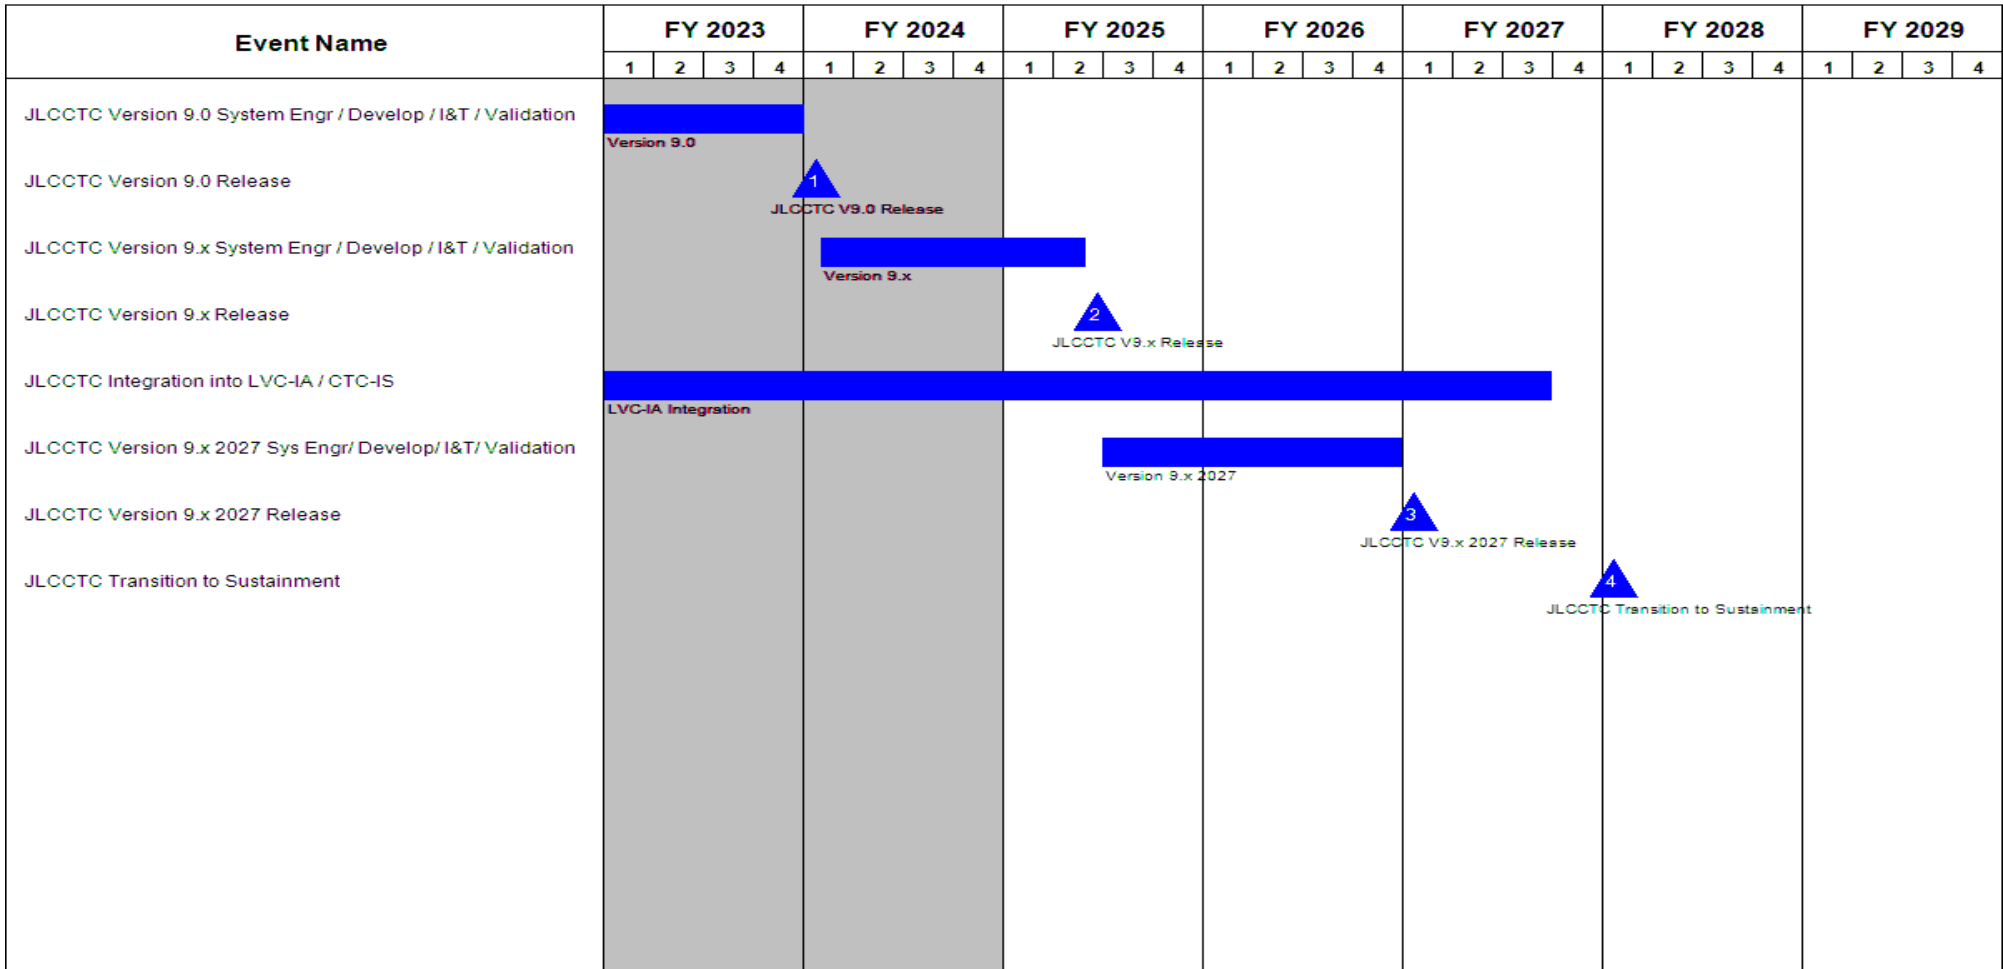 Event Name
FY 2023 FY 2024 FY 2025 FY 2026 FY 2027 FY 2028 FY 2029
1 2 3 4 1 2 3 4 1 2 3 4 1 2 3 4 1 2 3 4 1 2 3 4 1 2 3 4
JLCCTC Version 9.0 System Engr / Develop / I&T / Validation
Version 9.0
JLCCTC Version 9.0 Release
1
JLCCTC V9.0 Release
JLCCTC Version 9.x System Engr / Develop / I&T / Validation
Version 9.x
JLCCTC Version 9.x Release
2
JLCCTC V9.x Release
JLCCTC Integration into LVC-IA / CTC-IS
LVC-IA Integration
JLCCTC Version 9.x 2027 Sys Engr/ Develop/ I&T/ Validation
Version 9.x 2027
JLCCTC Version 9.x 2027 Release
3
JLCCTC V9.x 2027 Release
JLCCTC Transition to Sustainment
4
JLCCTC Transition to Sustainment